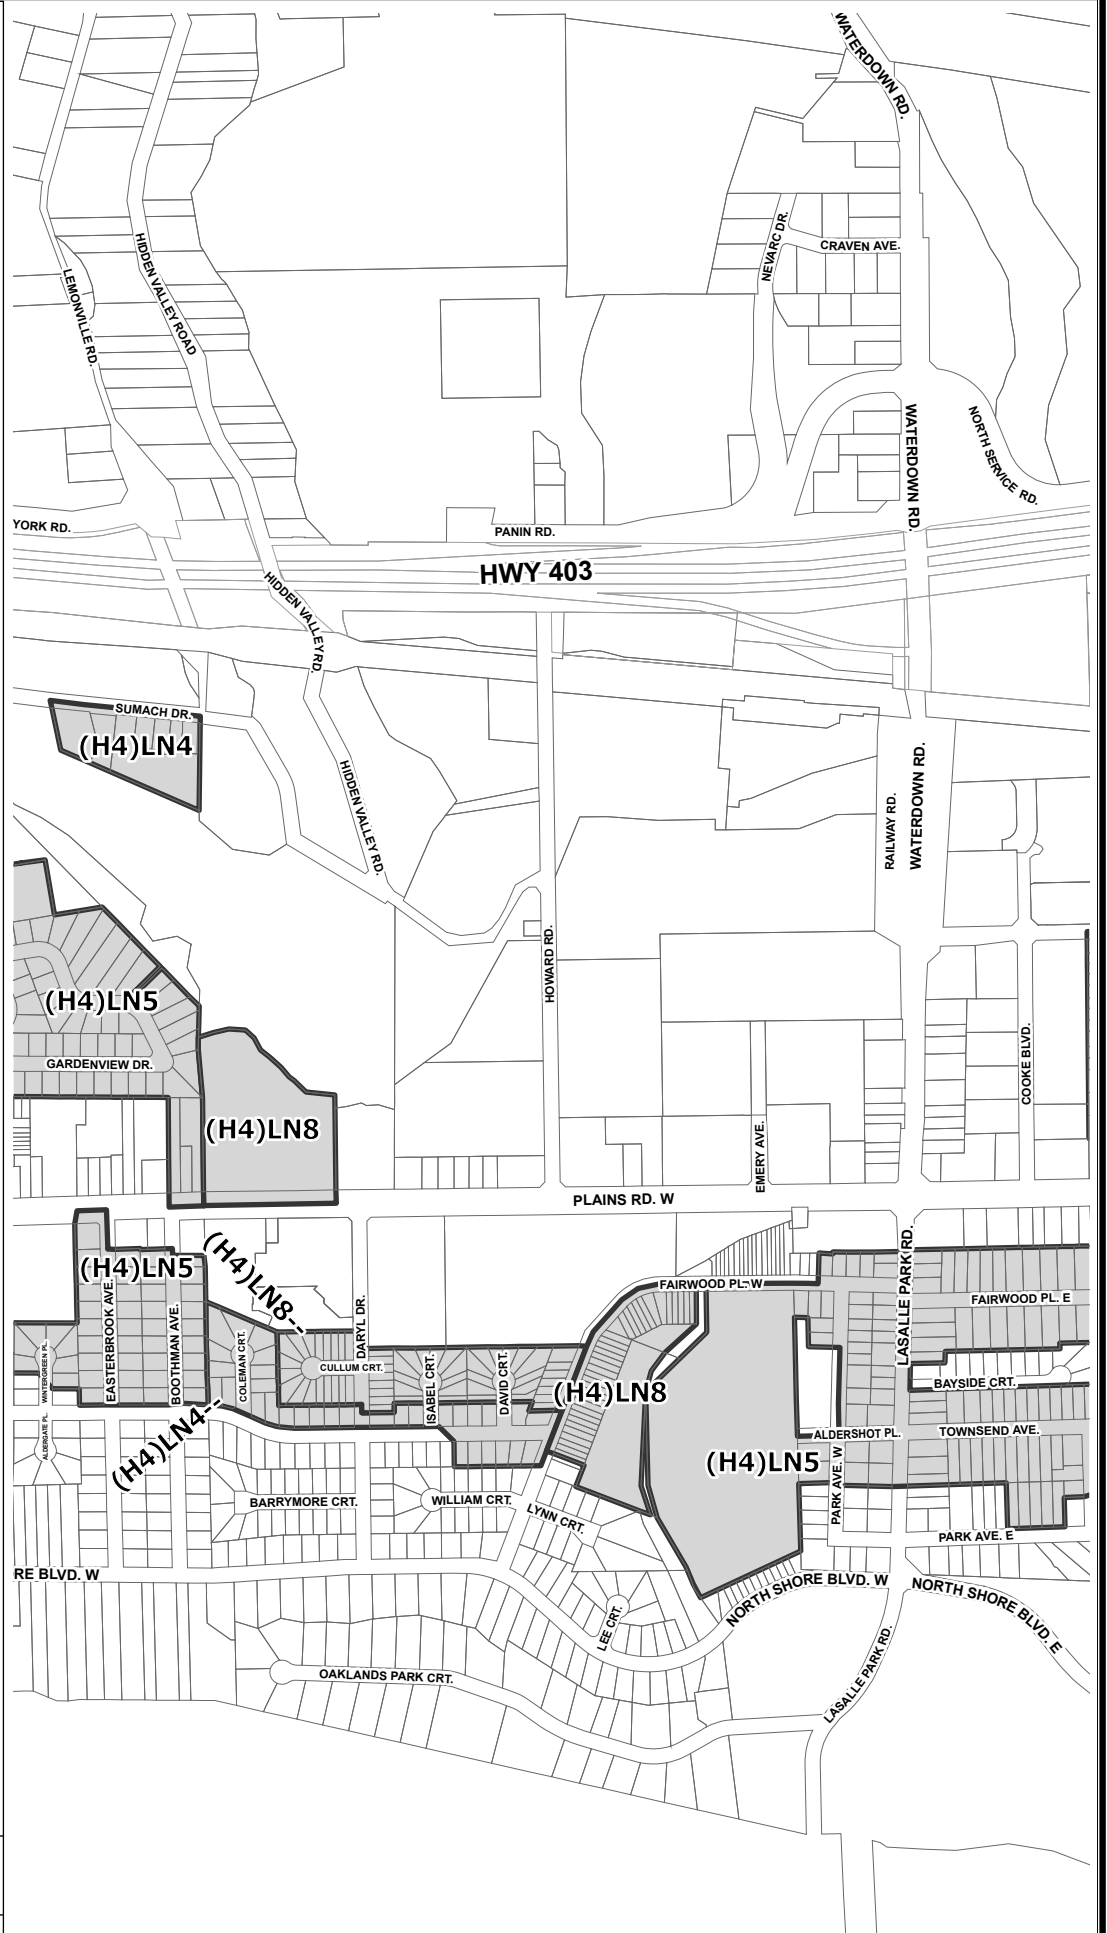 WATERDOWN RD.
NEVARC DR.
CRAVEN AVE.
HIDDEN VALLEY ROAD
LEMONVILLE RD.
WATERDOWN RD.
NORTH SERVICE RD.
YORK RD.
PANIN RD.
HWY 403
HIDDEN VALLEY RD.
SUMACH DR.
(H4)LN4
HIDDEN VALLEY RD.
RAILWAY RD.
WATERDOWN RD.
HOWARD RD.
(H4)LN5
GARDENVIEW DR.
COOKE BLVD.
(H4)LN8
EMERY AVE.
PLAINS RD. W
(H4)LN5
(H4)LN8
LASALLE PARK RD.
FAIRWOOD PL. W
FAIRWOOD PL. E
EASTERBROOK AVE.
BOOTHMAN AVE.
DARYL DR.
WINTERGREEN PL.
COLEMAN CRT.
CULLUM CRT.
ISABEL CRT.
DAVID CRT.
(H4)LN8
BAYSIDE CRT.
(H4)LN4
ALDERGATE PL.
ALDERSHOT PL.
TOWNSEND AVE.
(H4)LN5
PARK AVE. W
BARRYMORE CRT.
WILLIAM CRT.
LYNN CRT.
PARK AVE. E
RE BLVD. W
NORTH SHORE BLVD. W
NORTH SHORE BLVD. E
LEE CRT.
OAKLANDS PARK CRT.
LASALLE PARK RD.